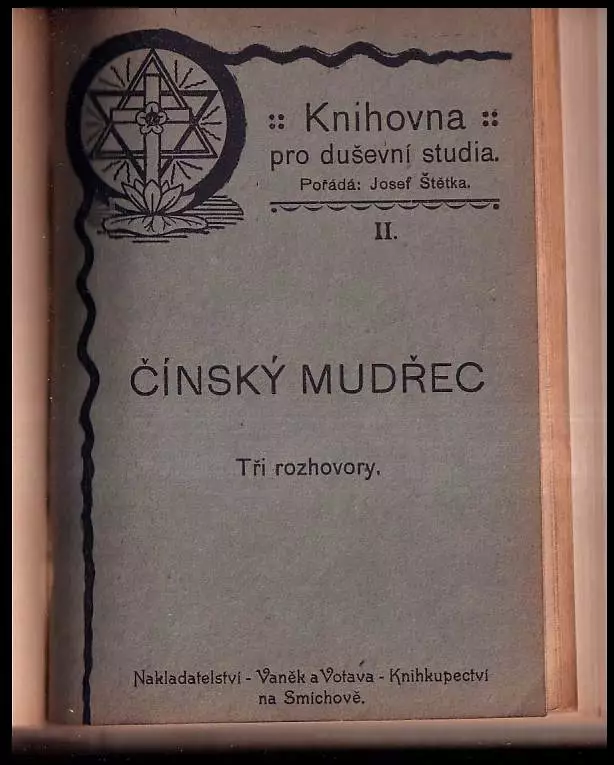 :: Knihovna ::
pro duševní studia.
Pořádá: Josef Štětka.
II.
ČÍNSKÝ MUDŘEC
Tři rozhovory.
Nakladatelství - Vaněk a Votava - Knihkupectví
na Smíchově.